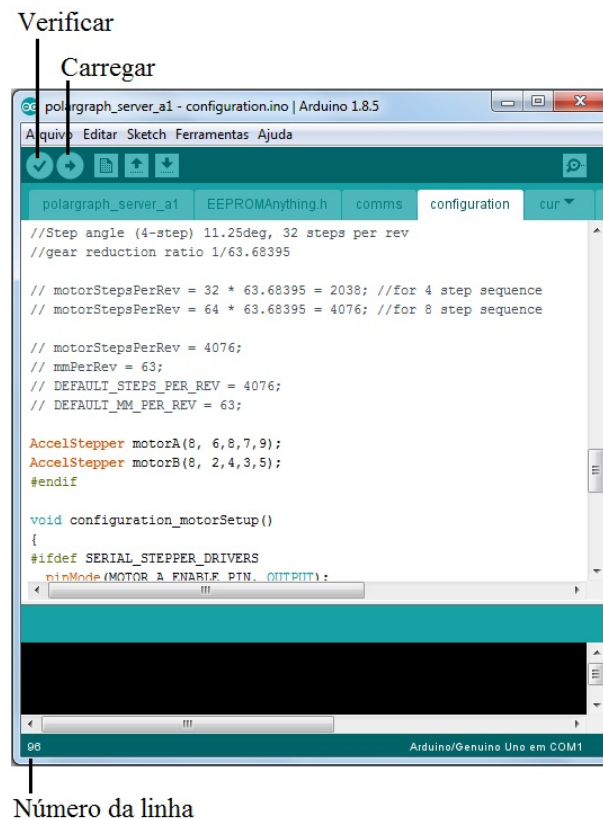 Verificar
Carregar
polargraph_server_a1 - configuration.ino | Arduino 1.8.5
Arquivo Editar Sketch Ferramentas Ajuda
polargraph_server_a1 EEPROMAnything.h comms configuration cur
//Step angle (4-step) 11.25deg, 32 steps per rev
//gear reduction ratio 1/63.68395
// motorStepsPerRev = 32 * 63.68395 = 2038; //for 4 step sequence
// motorStepsPerRev = 64 * 63.68395 = 4076; //for 8 step sequence
// motorStepsPerRev = 4076;
// mmPerRev = 63;
// DEFAULT_STEPS_PER_REV = 4076;
// DEFAULT_MM_PER_REV = 63;
AccelStepper motorA(8, 6,8,7,9);
AccelStepper motorB(8, 2,4,3,5);
#endif
void configuration_motorSetup()
{
#ifdef SERIAL_STEPPER_DRIVERS
pinMode(MOTOR_A_ENABLE_PIN, OUTPUT);
96 Arduino/Genuino Uno em COM1
Número da linha